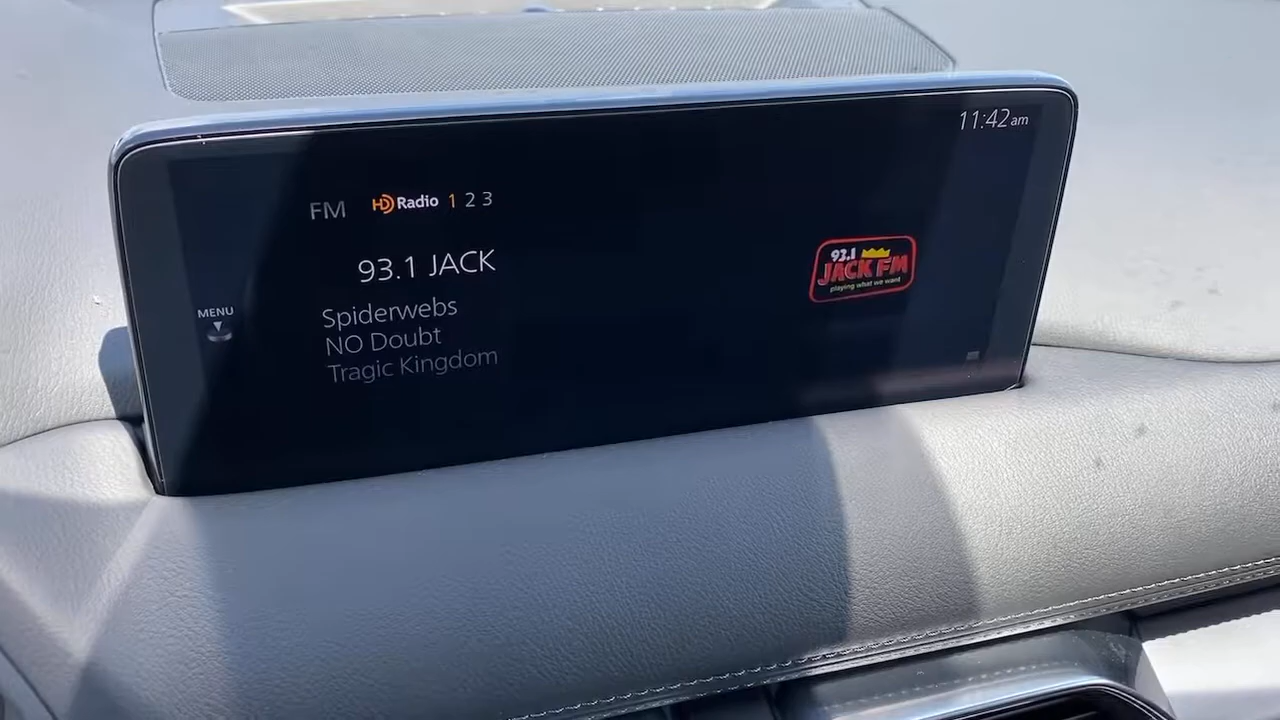 11:42 am
FM HD Radio 1 2 3
93.1 JACK
93.1
JACK FM
playing what we want
MENU
Spiderwebs
NO Doubt
Tragic Kingdom